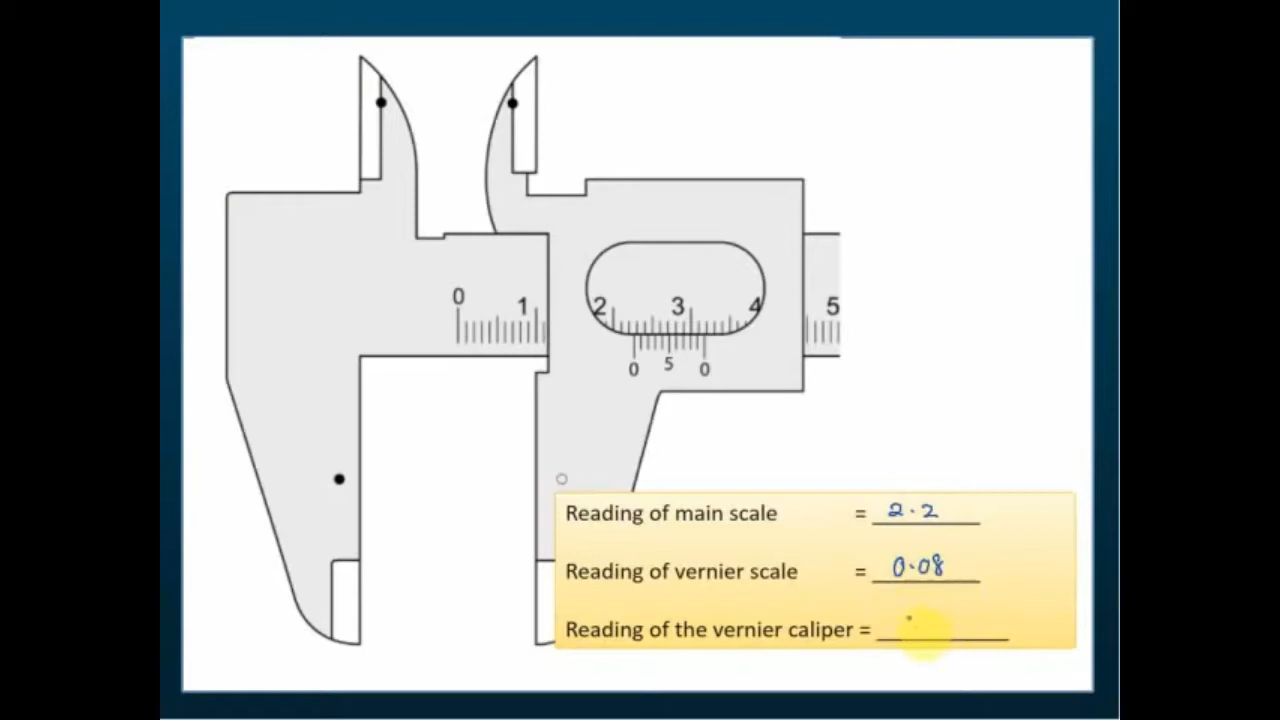 0 1 2 3 4 5
0 5 0
Reading of main scale = 2.2
Reading of vernier scale = 0.08
Reading of the vernier caliper =